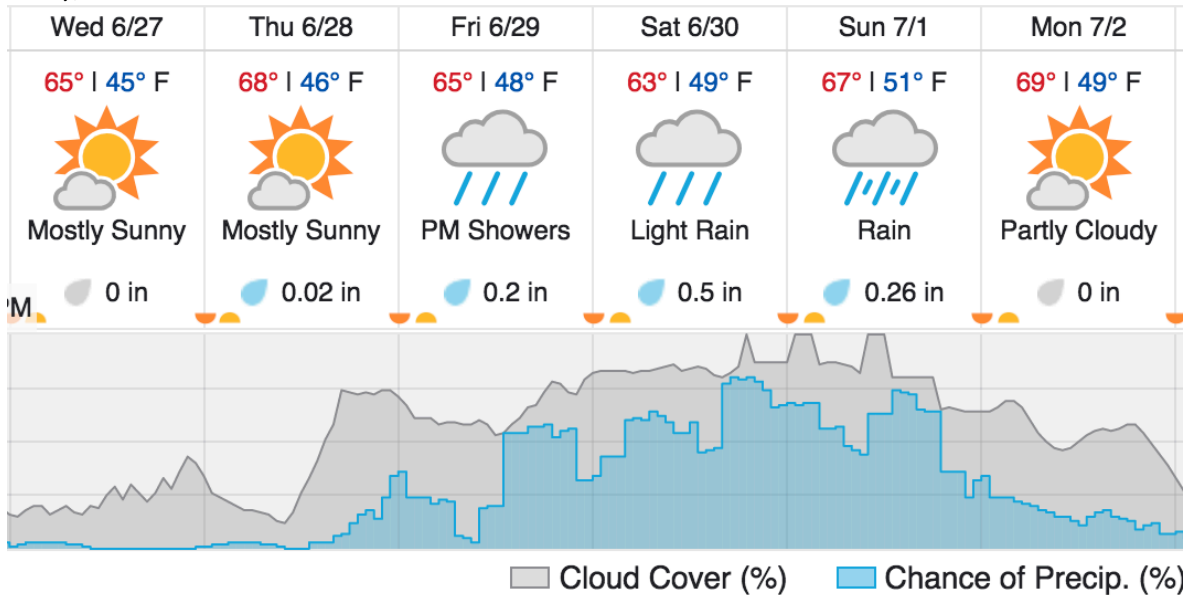 Wed 6/27 Thu 6/28 Fri 6/29 Sat 6/30 Sun 7/1 Mon 7/2
65° | 45° F 68° | 46° F 65° | 48° F 63° | 49° F 67° | 51° F 69° | 49° F
Mostly Sunny Mostly Sunny PM Showers Light Rain Rain Partly Cloudy
0 in 0.02 in 0.2 in 0.5 in 0.26 in 0 in
PM
Cloud Cover (%) Chance of Precip. (%)